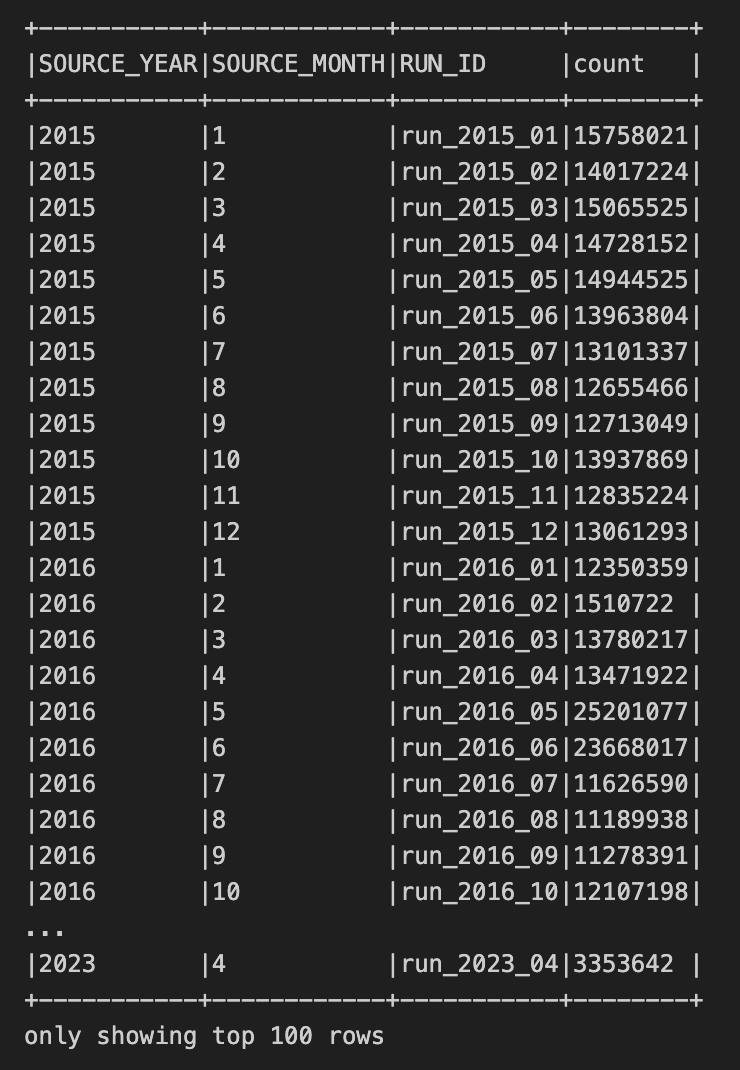 +-----------+------------+-----------+--------+
|SOURCE_YEAR|SOURCE_MONTH|RUN_ID     |count   |
+-----------+------------+-----------+--------+
|2015       |1           |run_2015_01|15758021|
|2015       |2           |run_2015_02|14017224|
|2015       |3           |run_2015_03|15065525|
|2015       |4           |run_2015_04|14728152|
|2015       |5           |run_2015_05|14944525|
|2015       |6           |run_2015_06|13963804|
|2015       |7           |run_2015_07|13101337|
|2015       |8           |run_2015_08|12655466|
|2015       |9           |run_2015_09|12713049|
|2015       |10          |run_2015_10|13937869|
|2015       |11          |run_2015_11|12835224|
|2015       |12          |run_2015_12|13061293|
|2016       |1           |run_2016_01|12350359|
|2016       |2           |run_2016_02|1510722 |
|2016       |3           |run_2016_03|13780217|
|2016       |4           |run_2016_04|13471922|
|2016       |5           |run_2016_05|25201077|
|2016       |6           |run_2016_06|23668017|
|2016       |7           |run_2016_07|11626590|
|2016       |8           |run_2016_08|11189938|
|2016       |9           |run_2016_09|11278391|
|2016       |10          |run_2016_10|12107198|
...
|2023       |4           |run_2023_04|3353642 |
+-----------+------------+-----------+--------+
only showing top 100 rows